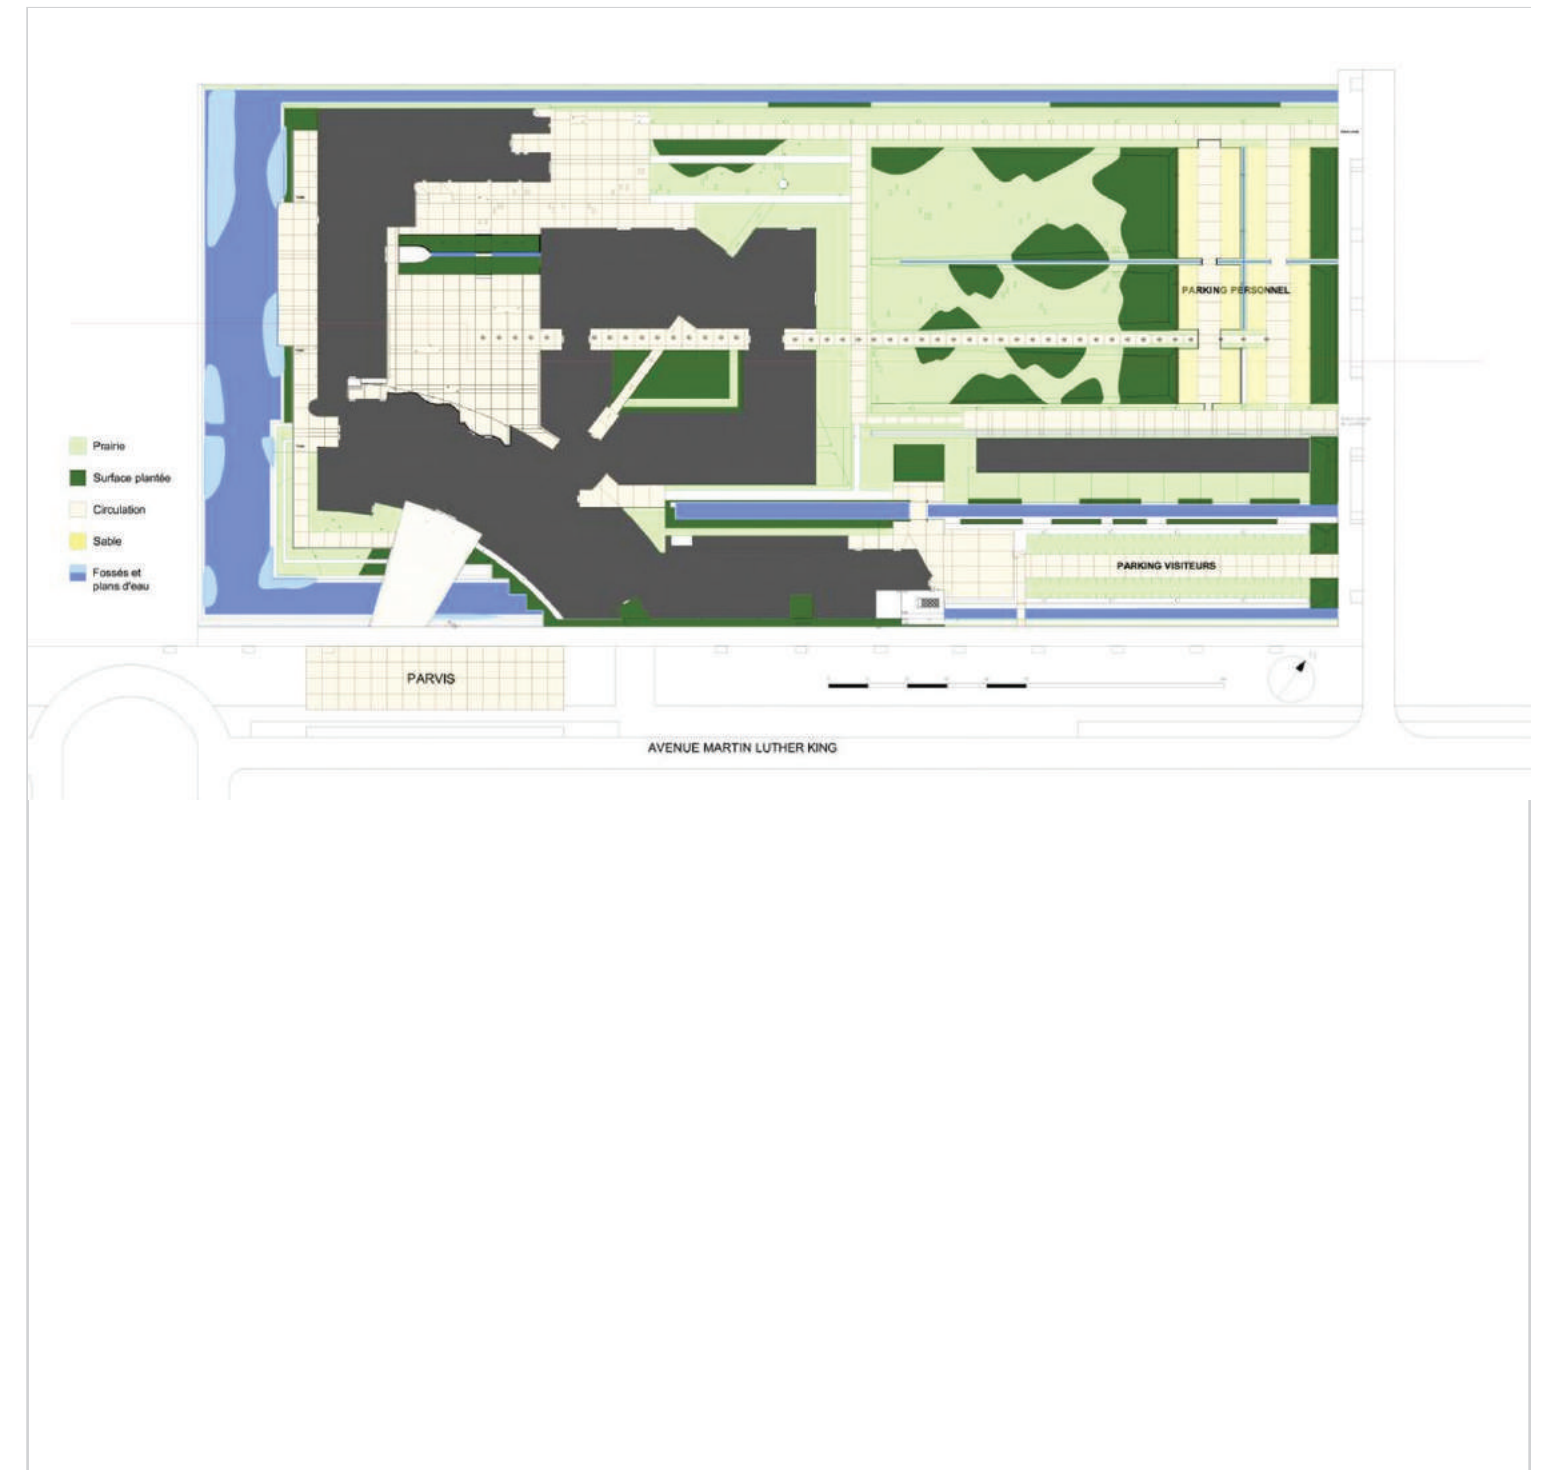 PARKING PERSONNEL
Prairie
Surface plantée
Circulation
Sable
Fossés et
plans d'eau
PARKING VISITEURS
PARVIS
AVENUE MARTIN LUTHER KING